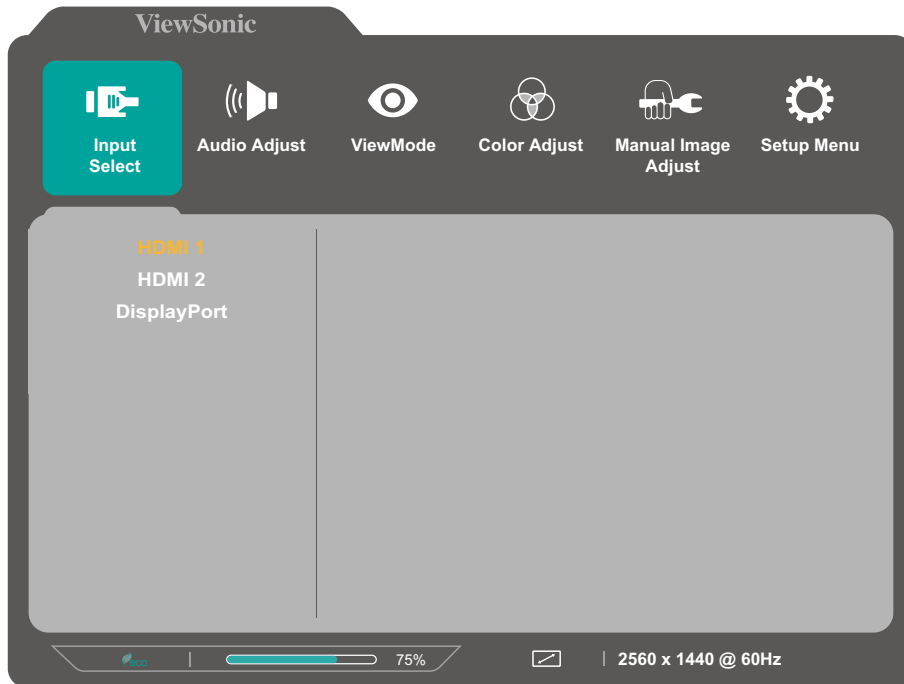 ViewSonic
Input
Select
Audio Adjust
ViewMode
Color Adjust
Manual Image
Adjust
Setup Menu
HDMI 1
HDMI 2
DisplayPort
eco
75%
2560 x 1440 @ 60Hz